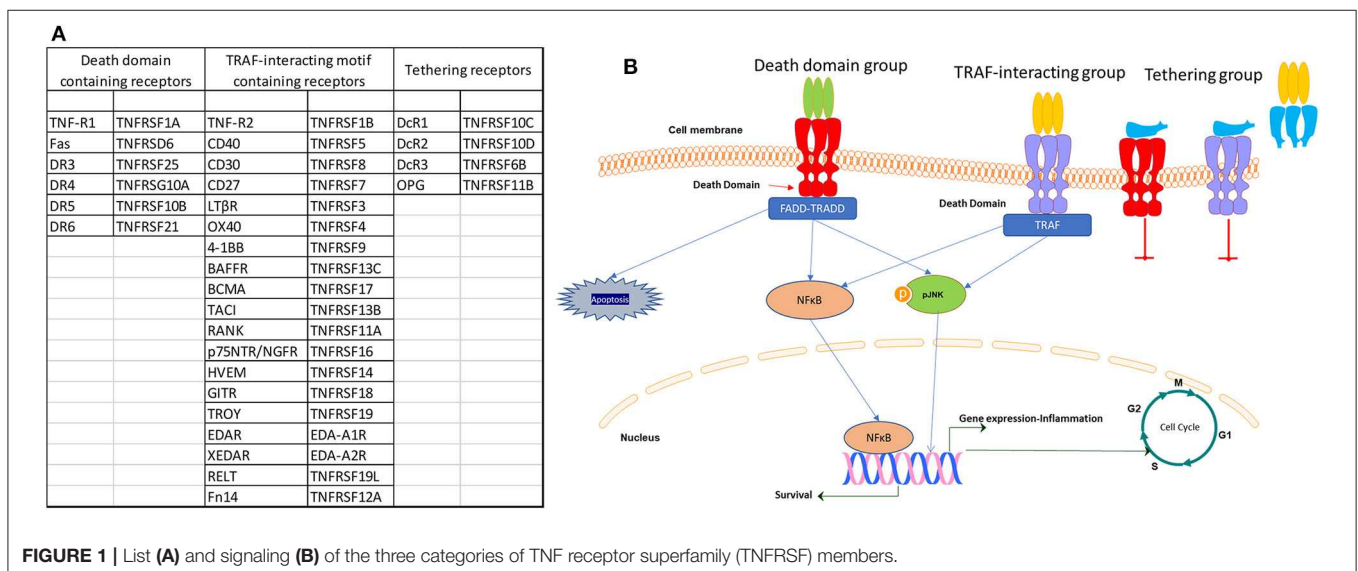 A
Death domain containing receptors	TRAF-interacting motif containing receptors	Tethering receptors
TNF-R1	TNFRSF1A	TNF-R2	TNFRSF1B	DcR1	TNFRSF10C
Fas	TNFRSD6	CD40	TNFRSF5	DcR2	TNFRSF10D
DR3	TNFRSF25	CD30	TNFRSF8	DcR3	TNFRSF6B
DR4	TNFRSG10A	CD27	TNFRSF7	OPG	TNFRSF11B
DR5	TNFRSF10B	LTβR	TNFRSF3
DR6	TNFRSF21	OX40	TNFRSF4
4-1BB	TNFRSF9
BAFFR	TNFRSF13C
BCMA	TNFRSF17
TACI	TNFRSF13B
RANK	TNFRSF11A
p75NTR/NGFR	TNFRSF16
HVEM	TNFRSF14
GITR	TNFRSF18
TROY	TNFRSF19
EDAR	EDA-A1R
XEDAR	EDA-A2R
RELT	TNFRSF19L
Fn14	TNFRSF12A
B
Death domain group
TRAF-interacting group
Tethering group
Cell membrane
Death Domain
FADD-TRADD
Death Domain
TRAF
Apoptosis
NFκB
P
pJNK
Nucleus
NFκB
Gene expression-Inflammation
Survival
M
G2
Cell Cycle
G1
S
FIGURE 1 | List (A) and signaling (B) of the three categories of TNF receptor superfamily (TNFRSF) members.